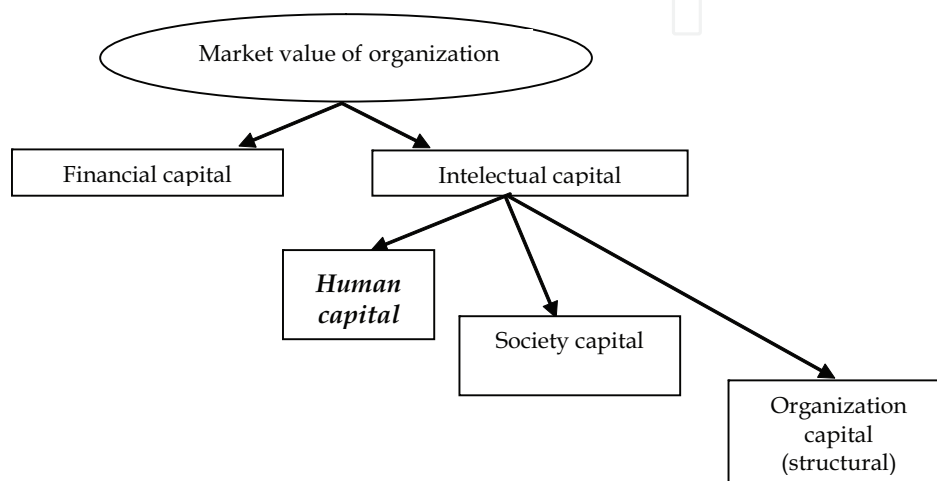 Market value of organization
Financial capital
Intelectual capital
Human
capital
Society capital
Organization
capital
(structural)